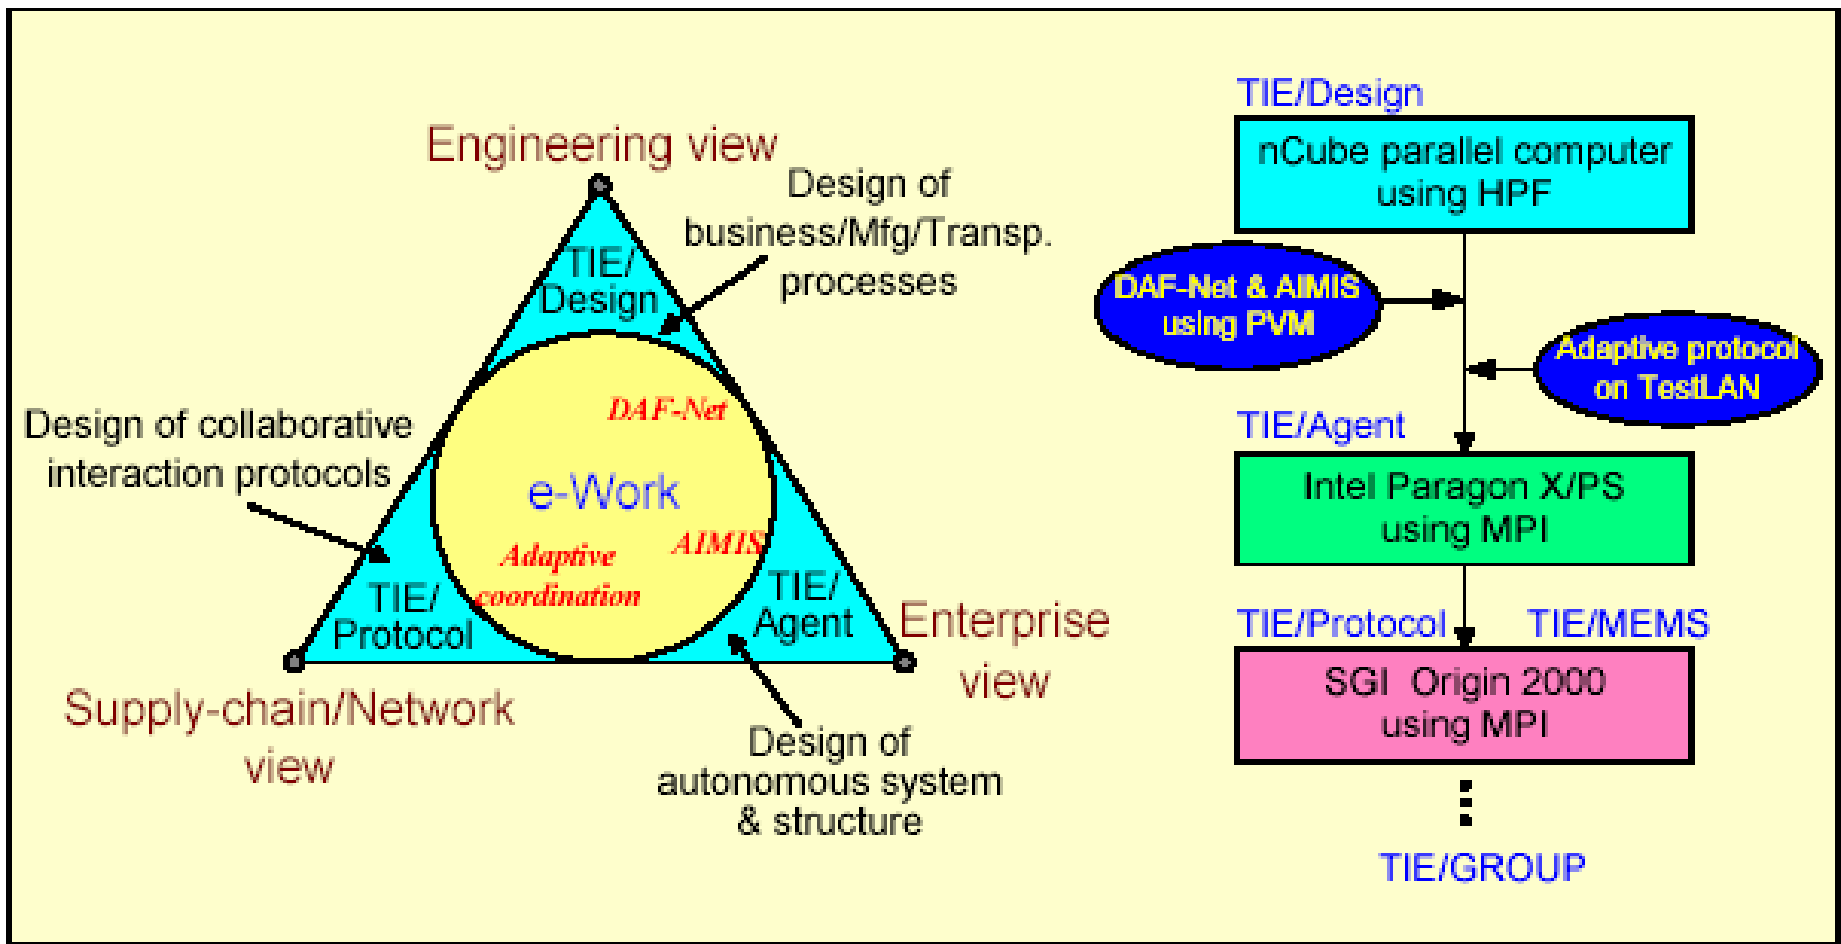 Engineering view
Design of
business/Mfg/Transp.
processes
TIE/
Design
DAF-Net
e-Work
AIMIS
Adaptive
coordination
Design of collaborative
interaction protocols
TIE/
Protocol
TIE/
Agent
Supply-chain/Network
view
Enterprise
view
Design of
autonomous system
& structure
TIE/Design
nCube parallel computer
using HPF
DAF-Net & AIMIS
using PVM
Adaptive protocol
on TestLAN
TIE/Agent
Intel Paragon X/PS
using MPI
TIE/Protocol
TIE/MEMS
SGI Origin 2000
using MPI
TIE/GROUP